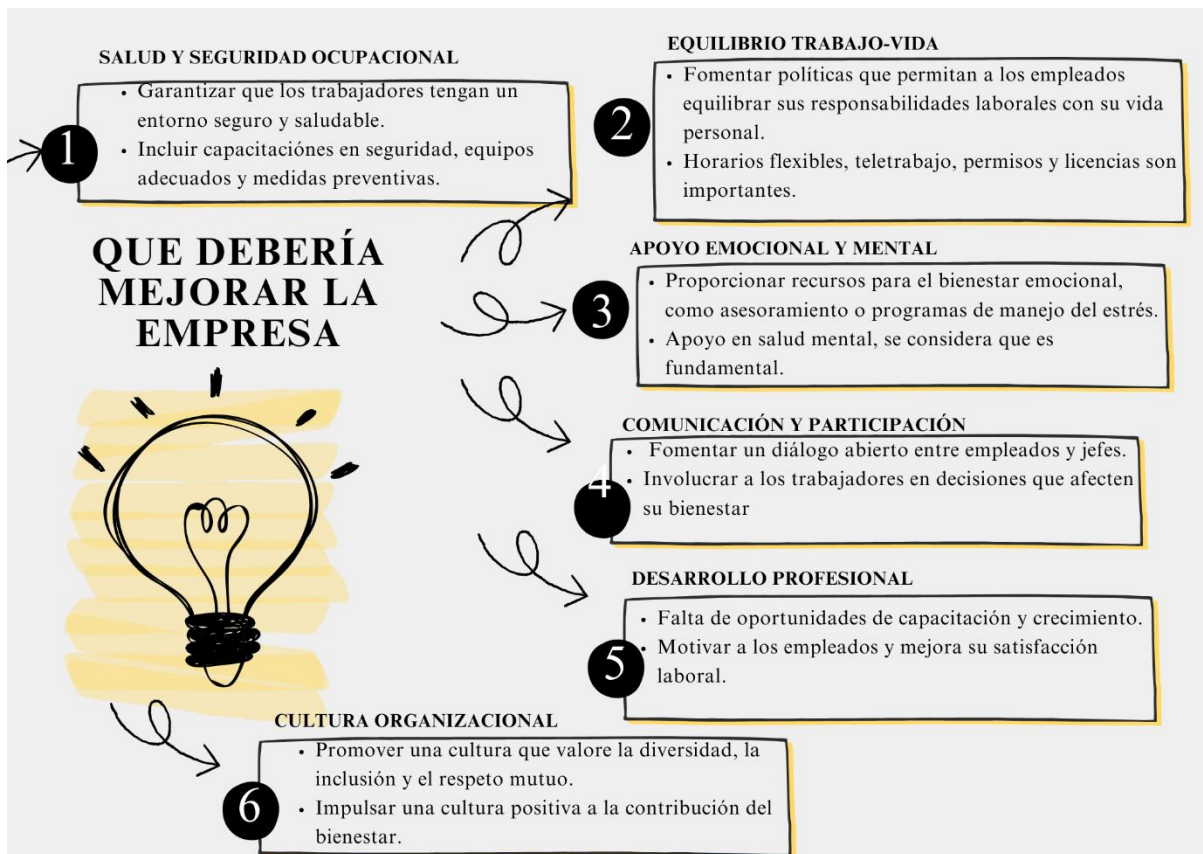 SALUD Y SEGURIDAD OCUPACIONAL
1
• Garantizar que los trabajadores tengan un
entorno seguro y saludable.
• Incluir capacitaciónes en seguridad, equipos
adecuados y medidas preventivas.
EQUILIBRIO TRABAJO-VIDA
2
• Fomentar políticas que permitan a los empleados
equilibrar sus responsabilidades laborales con su vida
personal.
• Horarios flexibles, teletrabajo, permisos y licencias son
importantes.
QUE DEBERÍA
MEJORAR LA
EMPRESA
APOYO EMOCIONAL Y MENTAL
3
• Proporcionar recursos para el bienestar emocional,
como asesoramiento o programas de manejo del estrés.
• Apoyo en salud mental, se considera que es
fundamental.
COMUNICACIÓN Y PARTICIPACIÓN
4
• Fomentar un diálogo abierto entre empleados y jefes.
• Involucrar a los trabajadores en decisiones que afecten
su bienestar
DESARROLLO PROFESIONAL
5
• Falta de oportunidades de capacitación y crecimiento.
• Motivar a los empleados y mejora su satisfacción
laboral.
CULTURA ORGANIZACIONAL
6
• Promover una cultura que valore la diversidad, la
inclusión y el respeto mutuo.
• Impulsar una cultura positiva a la contribución del
bienestar.